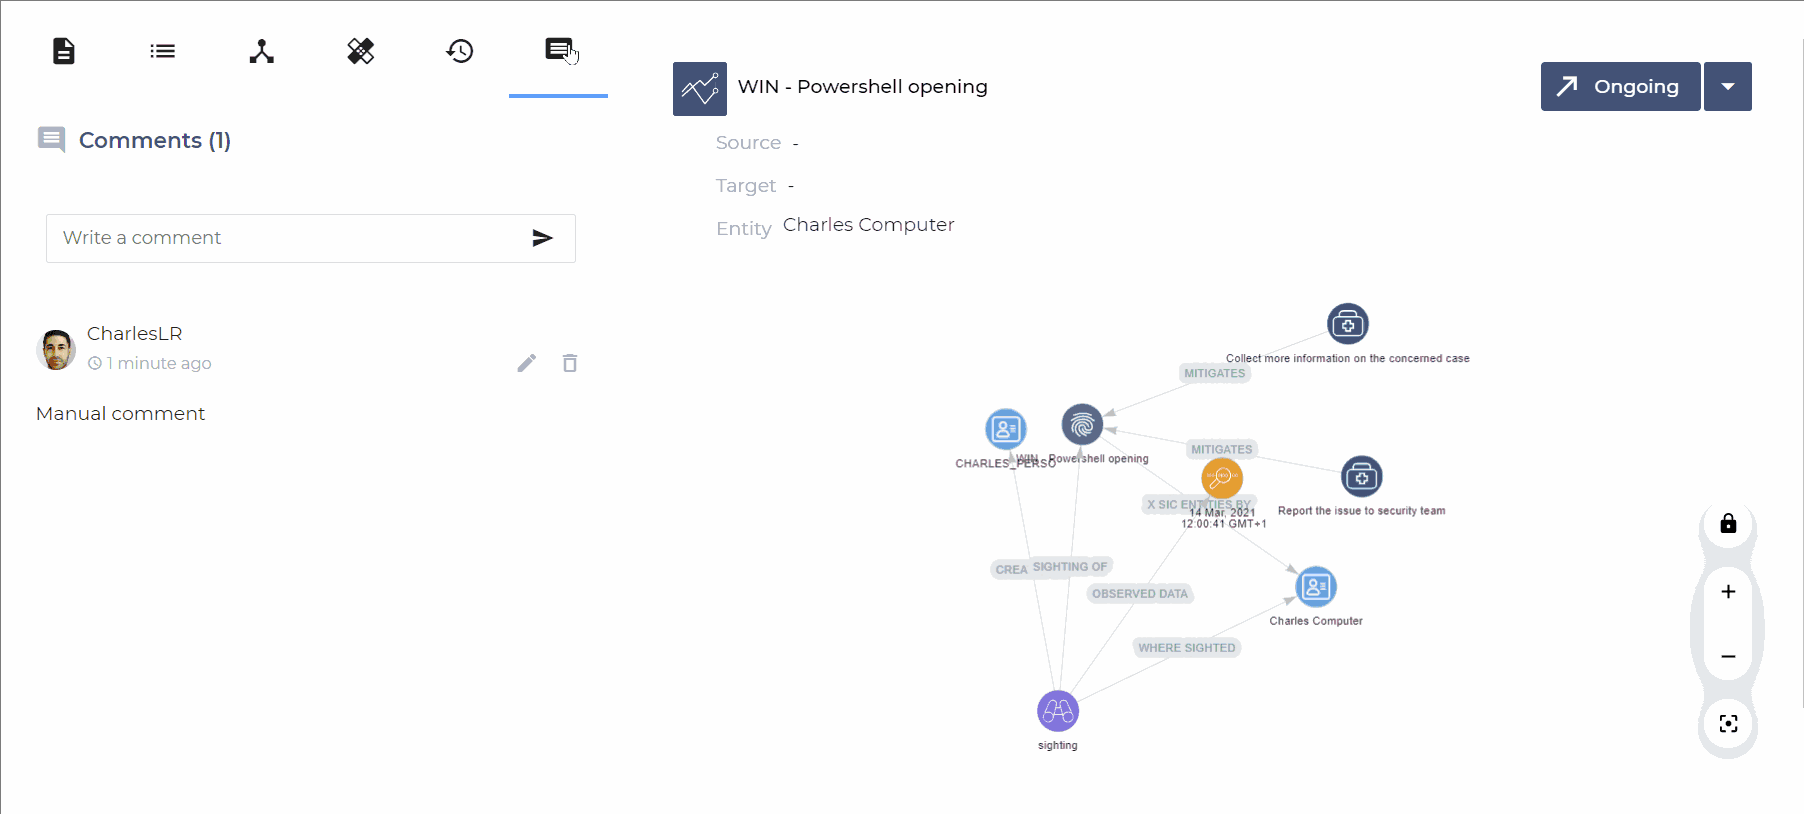 Comments (1)
Write a comment
CharlesLR
1 minute ago
Manual comment
WIN - Powershell opening
Ongoing
Source -
Target -
Entity Charles Computer
Collect more information on the concerned case
MITIGATES
MITIGATES
CHARLES_PERSO
WIN - Powershell opening
X SIC ENTITIES BY
14 Mar, 2021
12:00:41 GMT+1
Report the issue to security team
CREA
SIGHTING OF
OBSERVED DATA
Charles Computer
WHERE SIGHTED
sighting